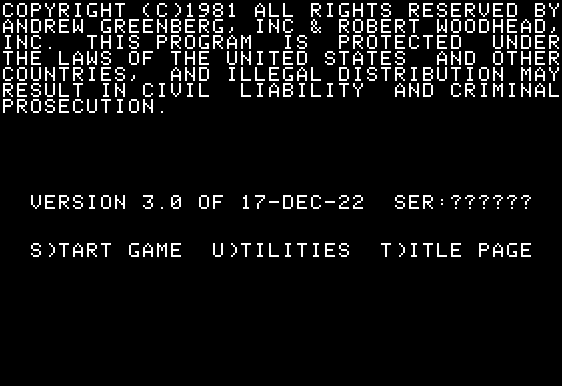 COPYRIGHT (C)1981 ALL RIGHTS RESERVED BY
ANDREW GREENBERG, INC & ROBERT WOODHEAD,
INC.  THIS PROGRAM  IS  PROTECTED  UNDER
THE LAWS OF THE UNITED STATES  AND OTHER
COUNTRIES,  AND ILLEGAL DISTRIBUTION MAY
RESULT IN CIVIL  LIABILITY  AND CRIMINAL
PROSECUTION.
VERSION 3.0 OF 17-DEC-22  SER:??????
S)TART GAME  U)TILITIES  T)ITLE PAGE